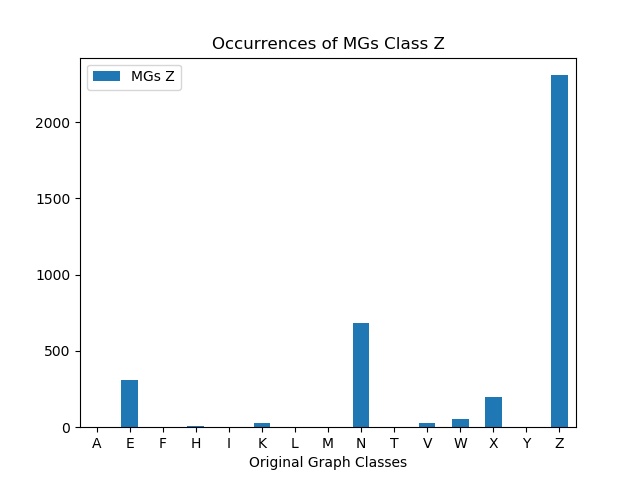 Occurrences of MGs Class Z
MGs Z
2000
1500
1000
500
0
A E F H I K L M N T V W X Y Z
Original Graph Classes